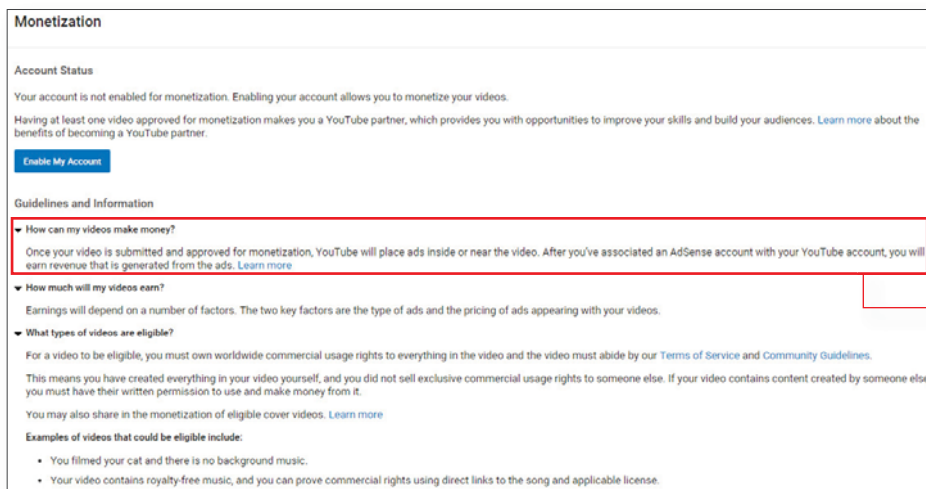 Monetization
Account Status
Your account is not enabled for monetization. Enabling your account allows you to monetize your videos.
Having at least one video approved for monetization makes you a YouTube partner, which provides you with opportunities to improve your skills and build your audiences. Learn more about the
benefits of becoming a YouTube partner.
Enable My Account
Guidelines and Information
How can my videos make money?
Once your video is submitted and approved for monetization, YouTube will place ads inside or near the video. After you've associated an AdSense account with your YouTube account, you will
earn revenue that is generated from the ads. Learn more
How much will my videos earn?
Earnings will depend on a number of factors. The two key factors are the type of ads and the pricing of ads appearing with your videos.
What types of videos are eligible?
For a video to be eligible, you must own worldwide commercial usage rights to everything in the video and the video must abide by our Terms of Service and Community Guidelines.
This means you have created everything in your video yourself, and you did not sell exclusive commercial usage rights to someone else. If your video contains content created by someone else
you must have their written permission to use and make money from it.
You may also share in the monetization of eligible cover videos. Learn more
Examples of videos that could be eligible include:
• You filmed your cat and there is no background music.
• Your video contains royalty-free music, and you can prove commercial rights using direct links to the song and applicable license.